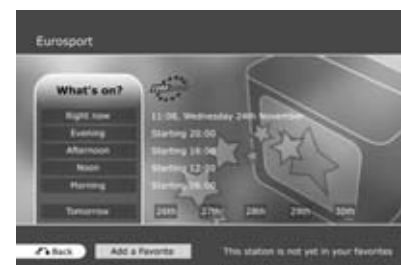 Eurosport
What's on?
Right now 11:08, Wednesday 24th November
Evening Starting 20:00
Afternoon Starting 16:00
Noon Starting 12:00
Morning Starting 06:00
Tomorrow 26th 27th 28th 29th 30th
Back Add a Favorite This station is not yet in your favorites